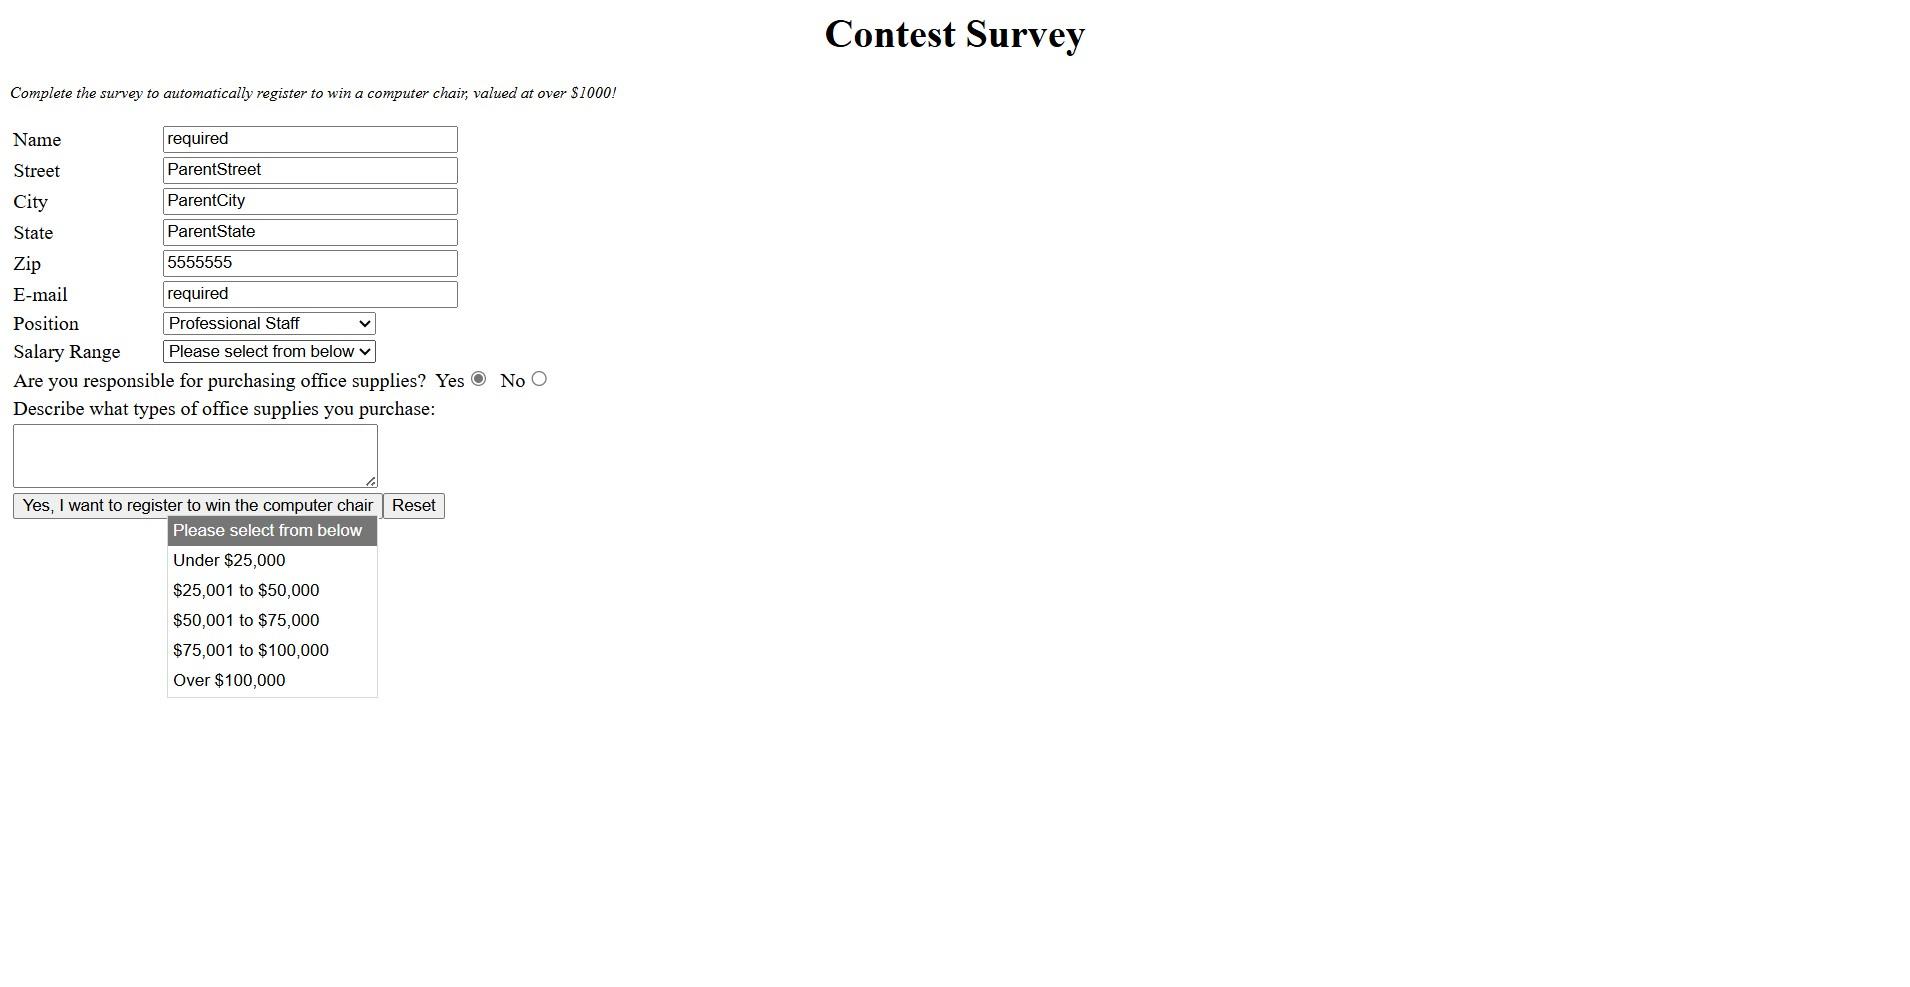 Contest Survey
Complete the survey to automatically register to win a computer chair, valued at over $1000!
Name required
Street ParentStreet
City ParentCity
State ParentState
Zip 5555555
E-mail required
Position Professional Staff
Salary Range Please select from below
Are you responsible for purchasing office supplies? Yes No
Describe what types of office supplies you purchase:
Yes, I want to register to win the computer chair Reset
Please select from below
Under $25,000
$25,001 to $50,000
$50,001 to $75,000
$75,001 to $100,000
Over $100,000